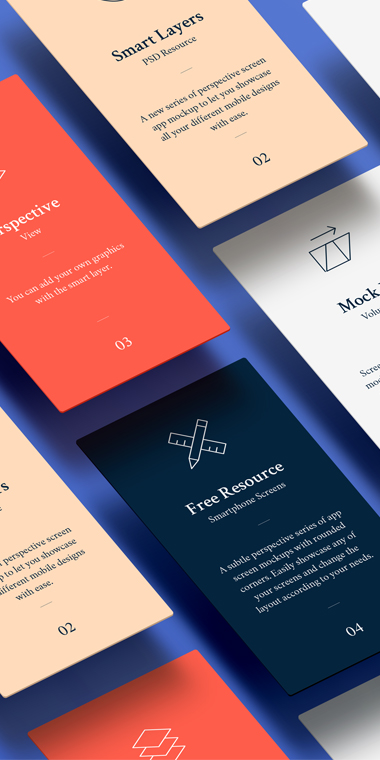 Smart Layers
PSD Resource
A new series of perspective screen
app mockup to let you showcase
all your different mobile designs
with ease.
02
View
You can add your own graphics
with the smart layer.
03
Mock
Free Resource
Smartphone Screens
A subtle perspective series of app
screen mockups with rounded
corners. Easily showcase any of
your screens and change the
layout according to your needs.
04
perspective screen
to let you showcase
different mobile designs
with ease.
02